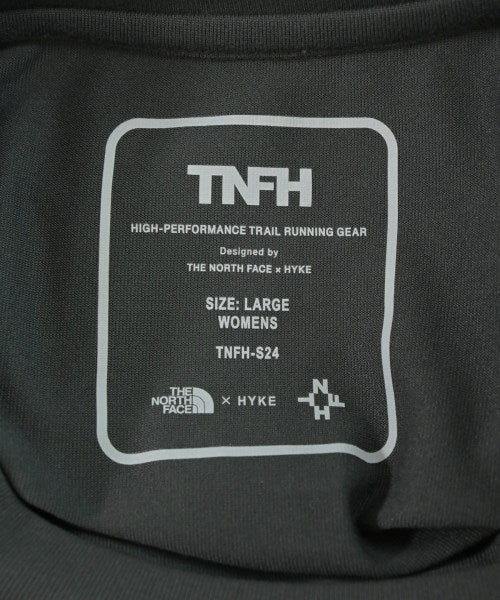 TNFH
HIGH-PERFORMANCE TRAIL RUNNING GEAR
Designed by
THE NORTH FACE × HYKE
SIZE: LARGE
WOMENS
TNFH-S24
THE
NORTH
FACE
× HYKE
N
T F
H